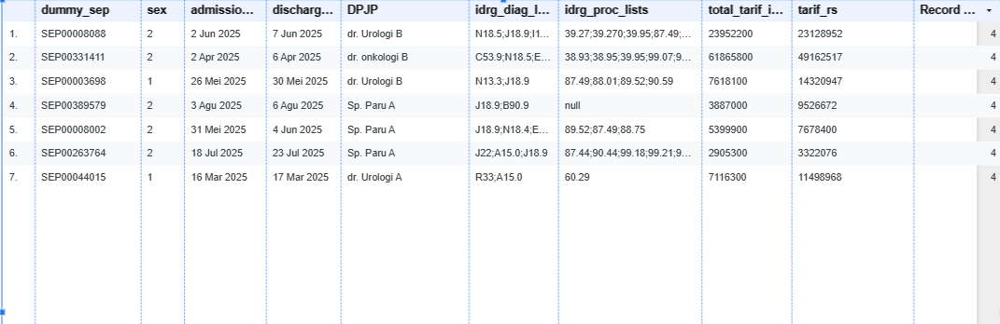 dummy_sep sex admissio... discharg... DPJP idrg_diag_l... idrg_proc_lists total_tarif_i... tarif_rs Record ...
1. SEP00008088 2 2 Jun 2025 7 Jun 2025 dr. Urologi B N18.5;J18.9;I1... 39.27;39.270;39.95;87.49;... 23952200 23128952 4
2. SEP00331411 2 2 Apr 2025 6 Apr 2025 dr. onkologi B C53.9;N18.5;E... 38.93;38.95;39.95;99.07;9... 61865800 49162517 4
3. SEP00003698 1 26 Mei 2025 30 Mei 2025 dr. Urologi B N13.3;J18.9 87.49;88.01;89.52;90.59 7618100 14320947 4
4. SEP00389579 2 3 Agu 2025 6 Agu 2025 Sp. Paru A J18.9;B90.9 null 3887000 9526672 4
5. SEP00008002 2 31 Mei 2025 4 Jun 2025 Sp. Paru A J18.9;N18.4;E... 89.52;87.49;88.75 5399900 7678400 4
6. SEP00263764 2 18 Jul 2025 23 Jul 2025 Sp. Paru A J22;A15.0;J18.9 87.44;90.44;99.18;99.21;9... 2905300 3322076 4
7. SEP00044015 1 16 Mar 2025 17 Mar 2025 dr. Urologi A R33;A15.0 60.29 7116300 11498968 4